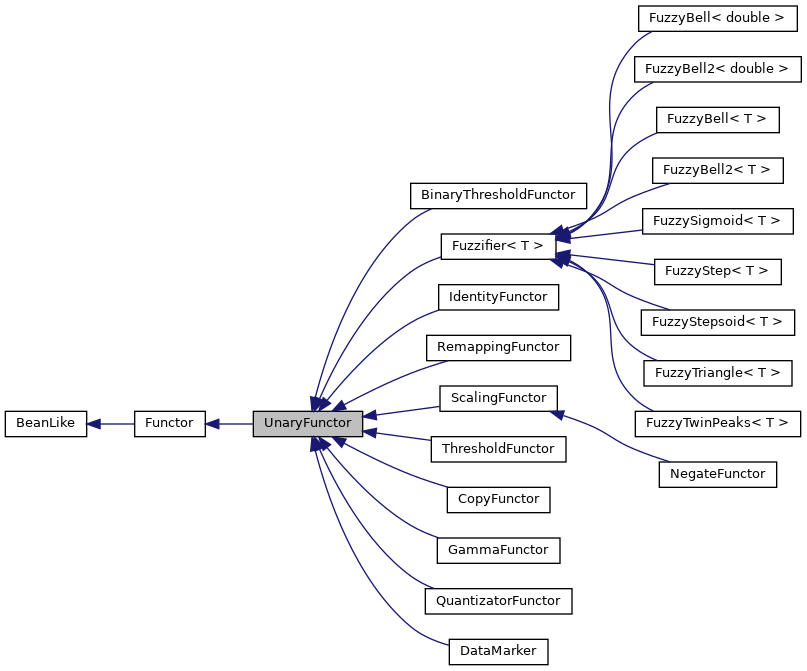 FuzzyBell< double >
FuzzyBell2< double >
FuzzyBell< T >
FuzzyBell2< T >
BinaryThresholdFunctor
FuzzySigmoid< T >
Fuzzifier< T >
FuzzyStep< T >
IdentityFunctor
FuzzyStepsoid< T >
RemappingFunctor
FuzzyTriangle< T >
ScalingFunctor
BeanLike
Functor
UnaryFunctor
FuzzyTwinPeaks< T >
ThresholdFunctor
NegateFunctor
CopyFunctor
GammaFunctor
QuantizatorFunctor
DataMarker